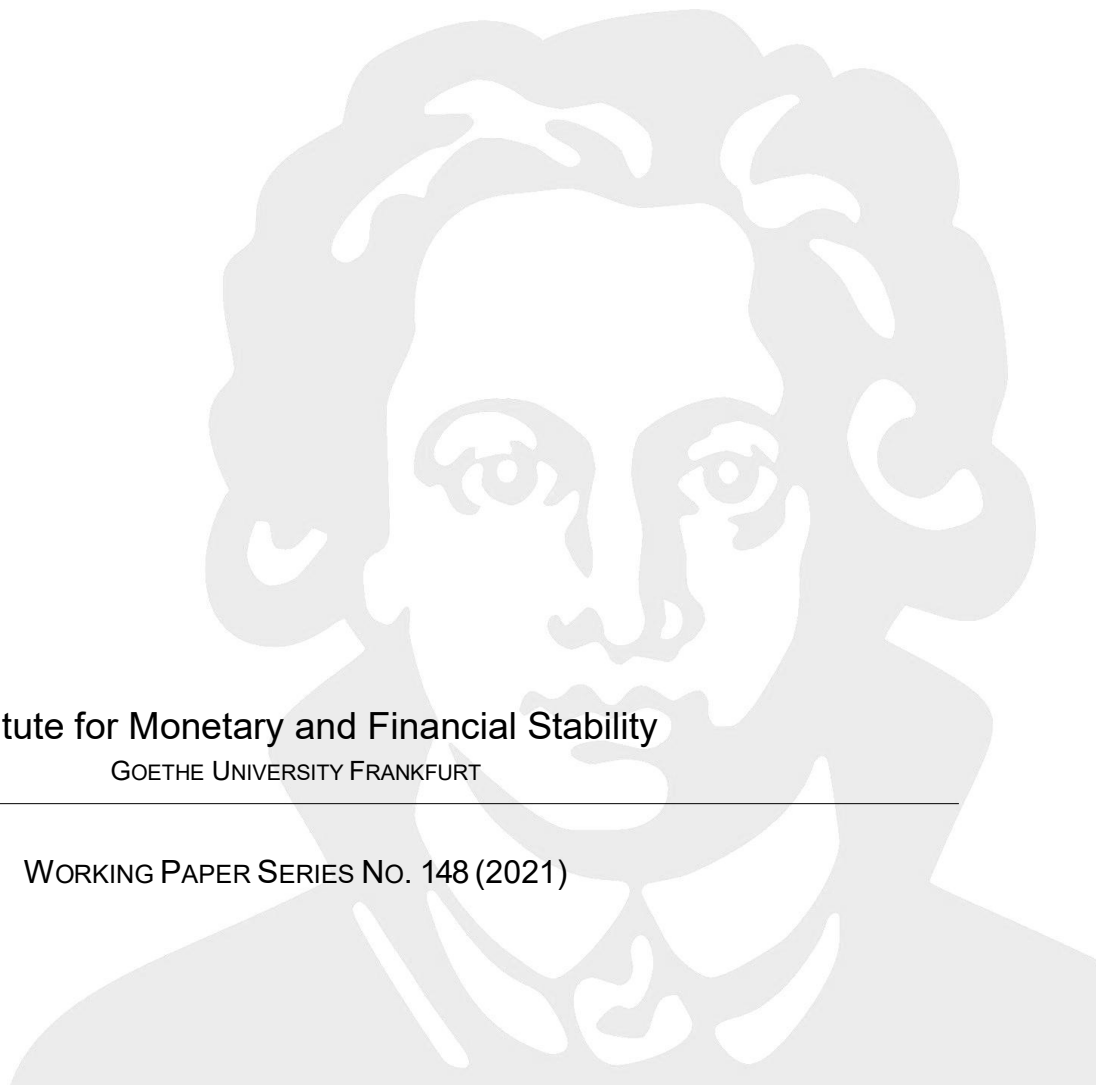 tute for Monetary and Financial Stability
GOETHE UNIVERSITY FRANKFURT
WORKING PAPER SERIES NO. 148 (2021)